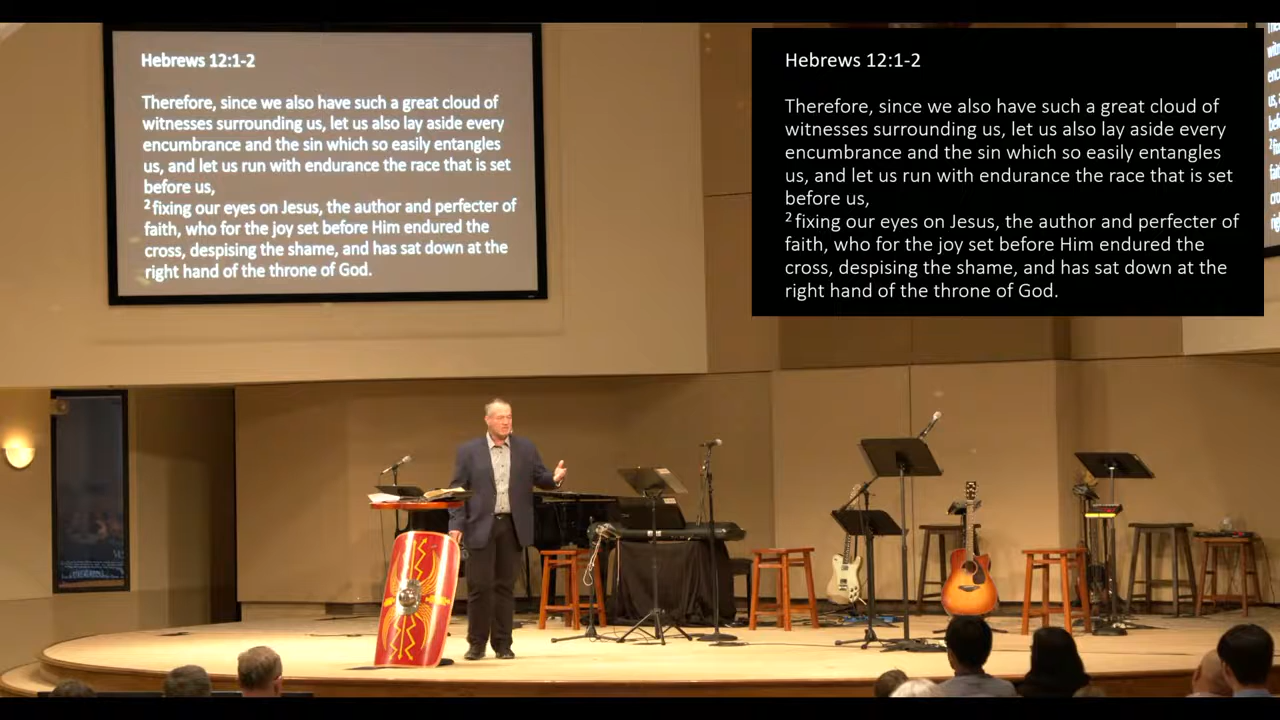 Hebrews 12:1-2
Therefore, since we also have such a great cloud of
witnesses surrounding us, let us also lay aside every
encumbrance and the sin which so easily entangles
us, and let us run with endurance the race that is set
before us,
2 fixing our eyes on Jesus, the author and perfecter of
faith, who for the joy set before Him endured the
cross, despising the shame, and has sat down at the
right hand of the throne of God.
Hebrews 12:1-2
Therefore, since we also have such a great cloud of
witnesses surrounding us, let us also lay aside every
encumbrance and the sin which so easily entangles
us, and let us run with endurance the race that is set
before us,
2 fixing our eyes on Jesus, the author and perfecter of
faith, who for the joy set before Him endured the
cross, despising the shame, and has sat down at the
right hand of the throne of God.